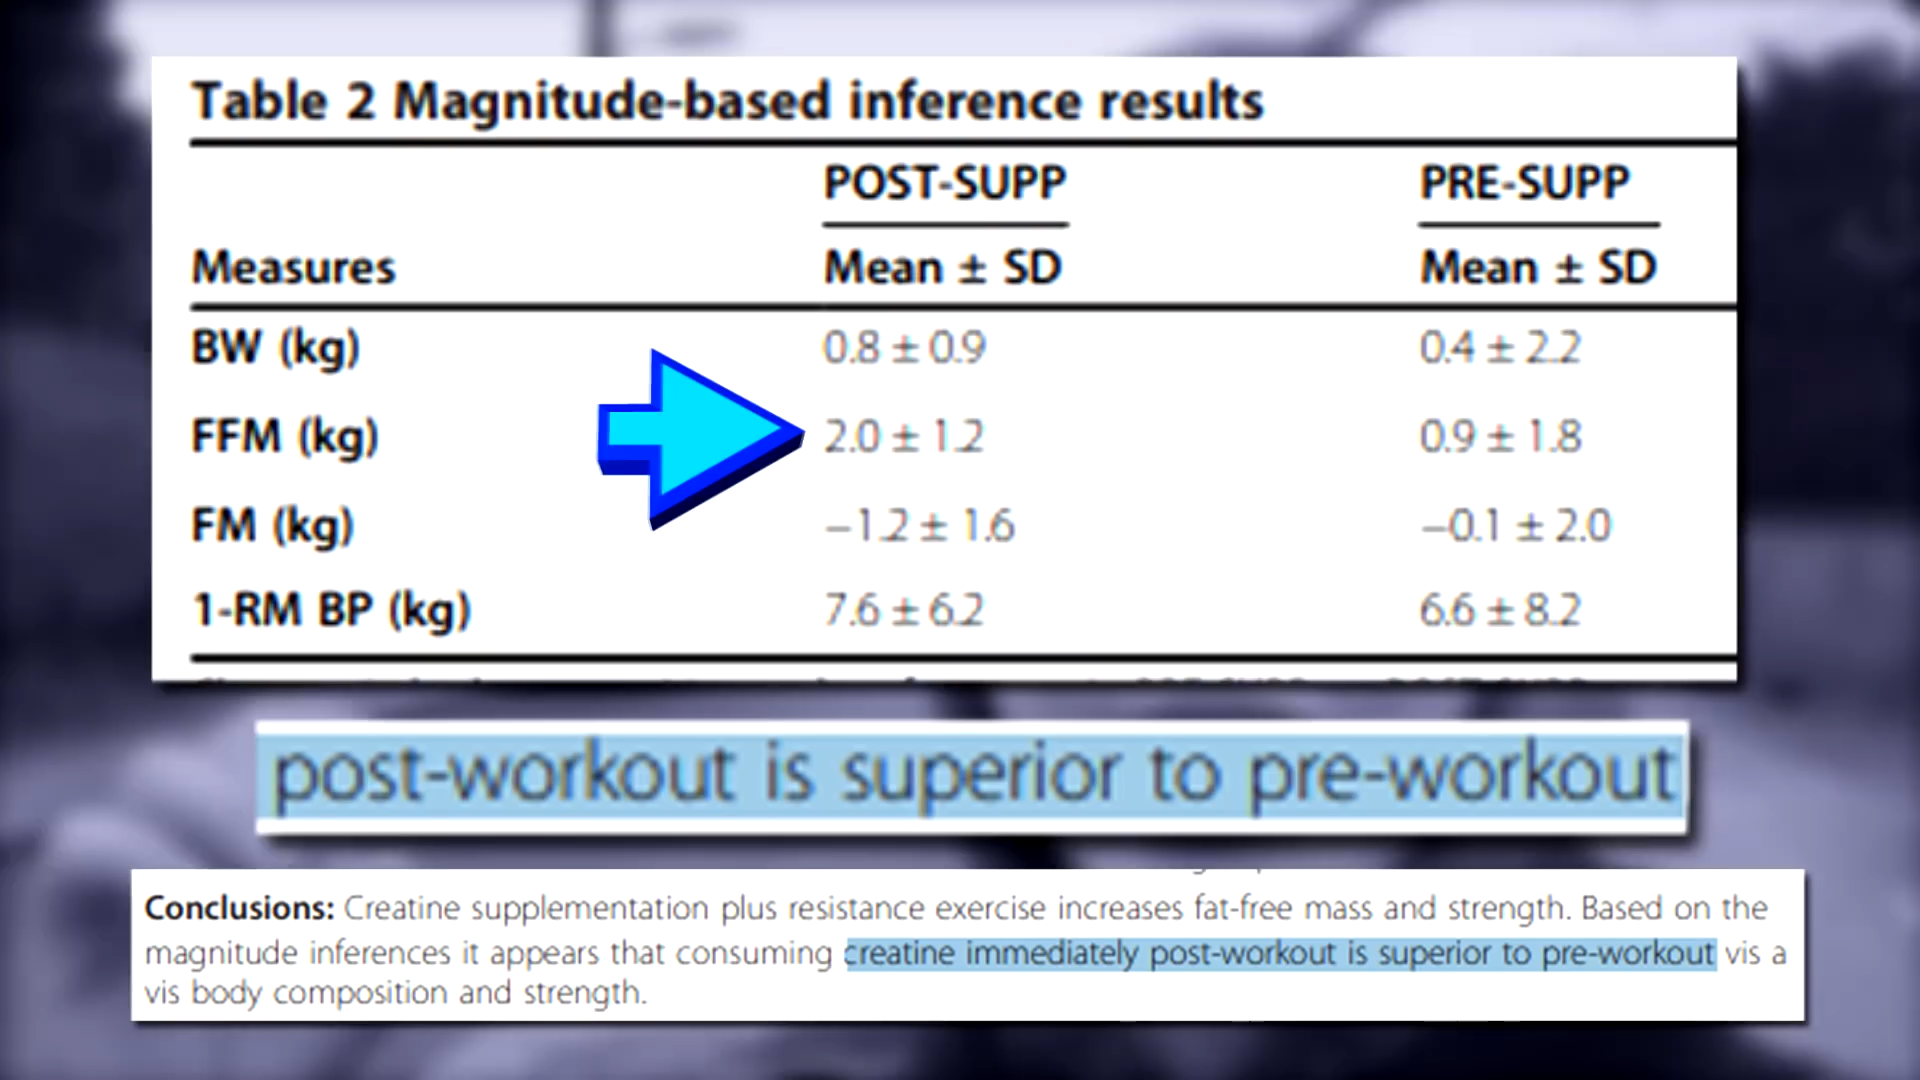 Table 2 Magnitude-based inference results
POST-SUPP PRE-SUPP
Measures Mean ± SD Mean ± SD
BW (kg) 0.8 ± 0.9 0.4 ± 2.2
FFM (kg) 2.0 ± 1.2 0.9 ± 1.8
FM (kg) −1.2 ± 1.6 −0.1 ± 2.0
1-RM BP (kg) 7.6 ± 6.2 6.6 ± 8.2
post-workout is superior to pre-workout
Conclusions: Creatine supplementation plus resistance exercise increases fat-free mass and strength. Based on the
magnitude inferences it appears that consuming creatine immediately post-workout is superior to pre-workout vis a
vis body composition and strength.